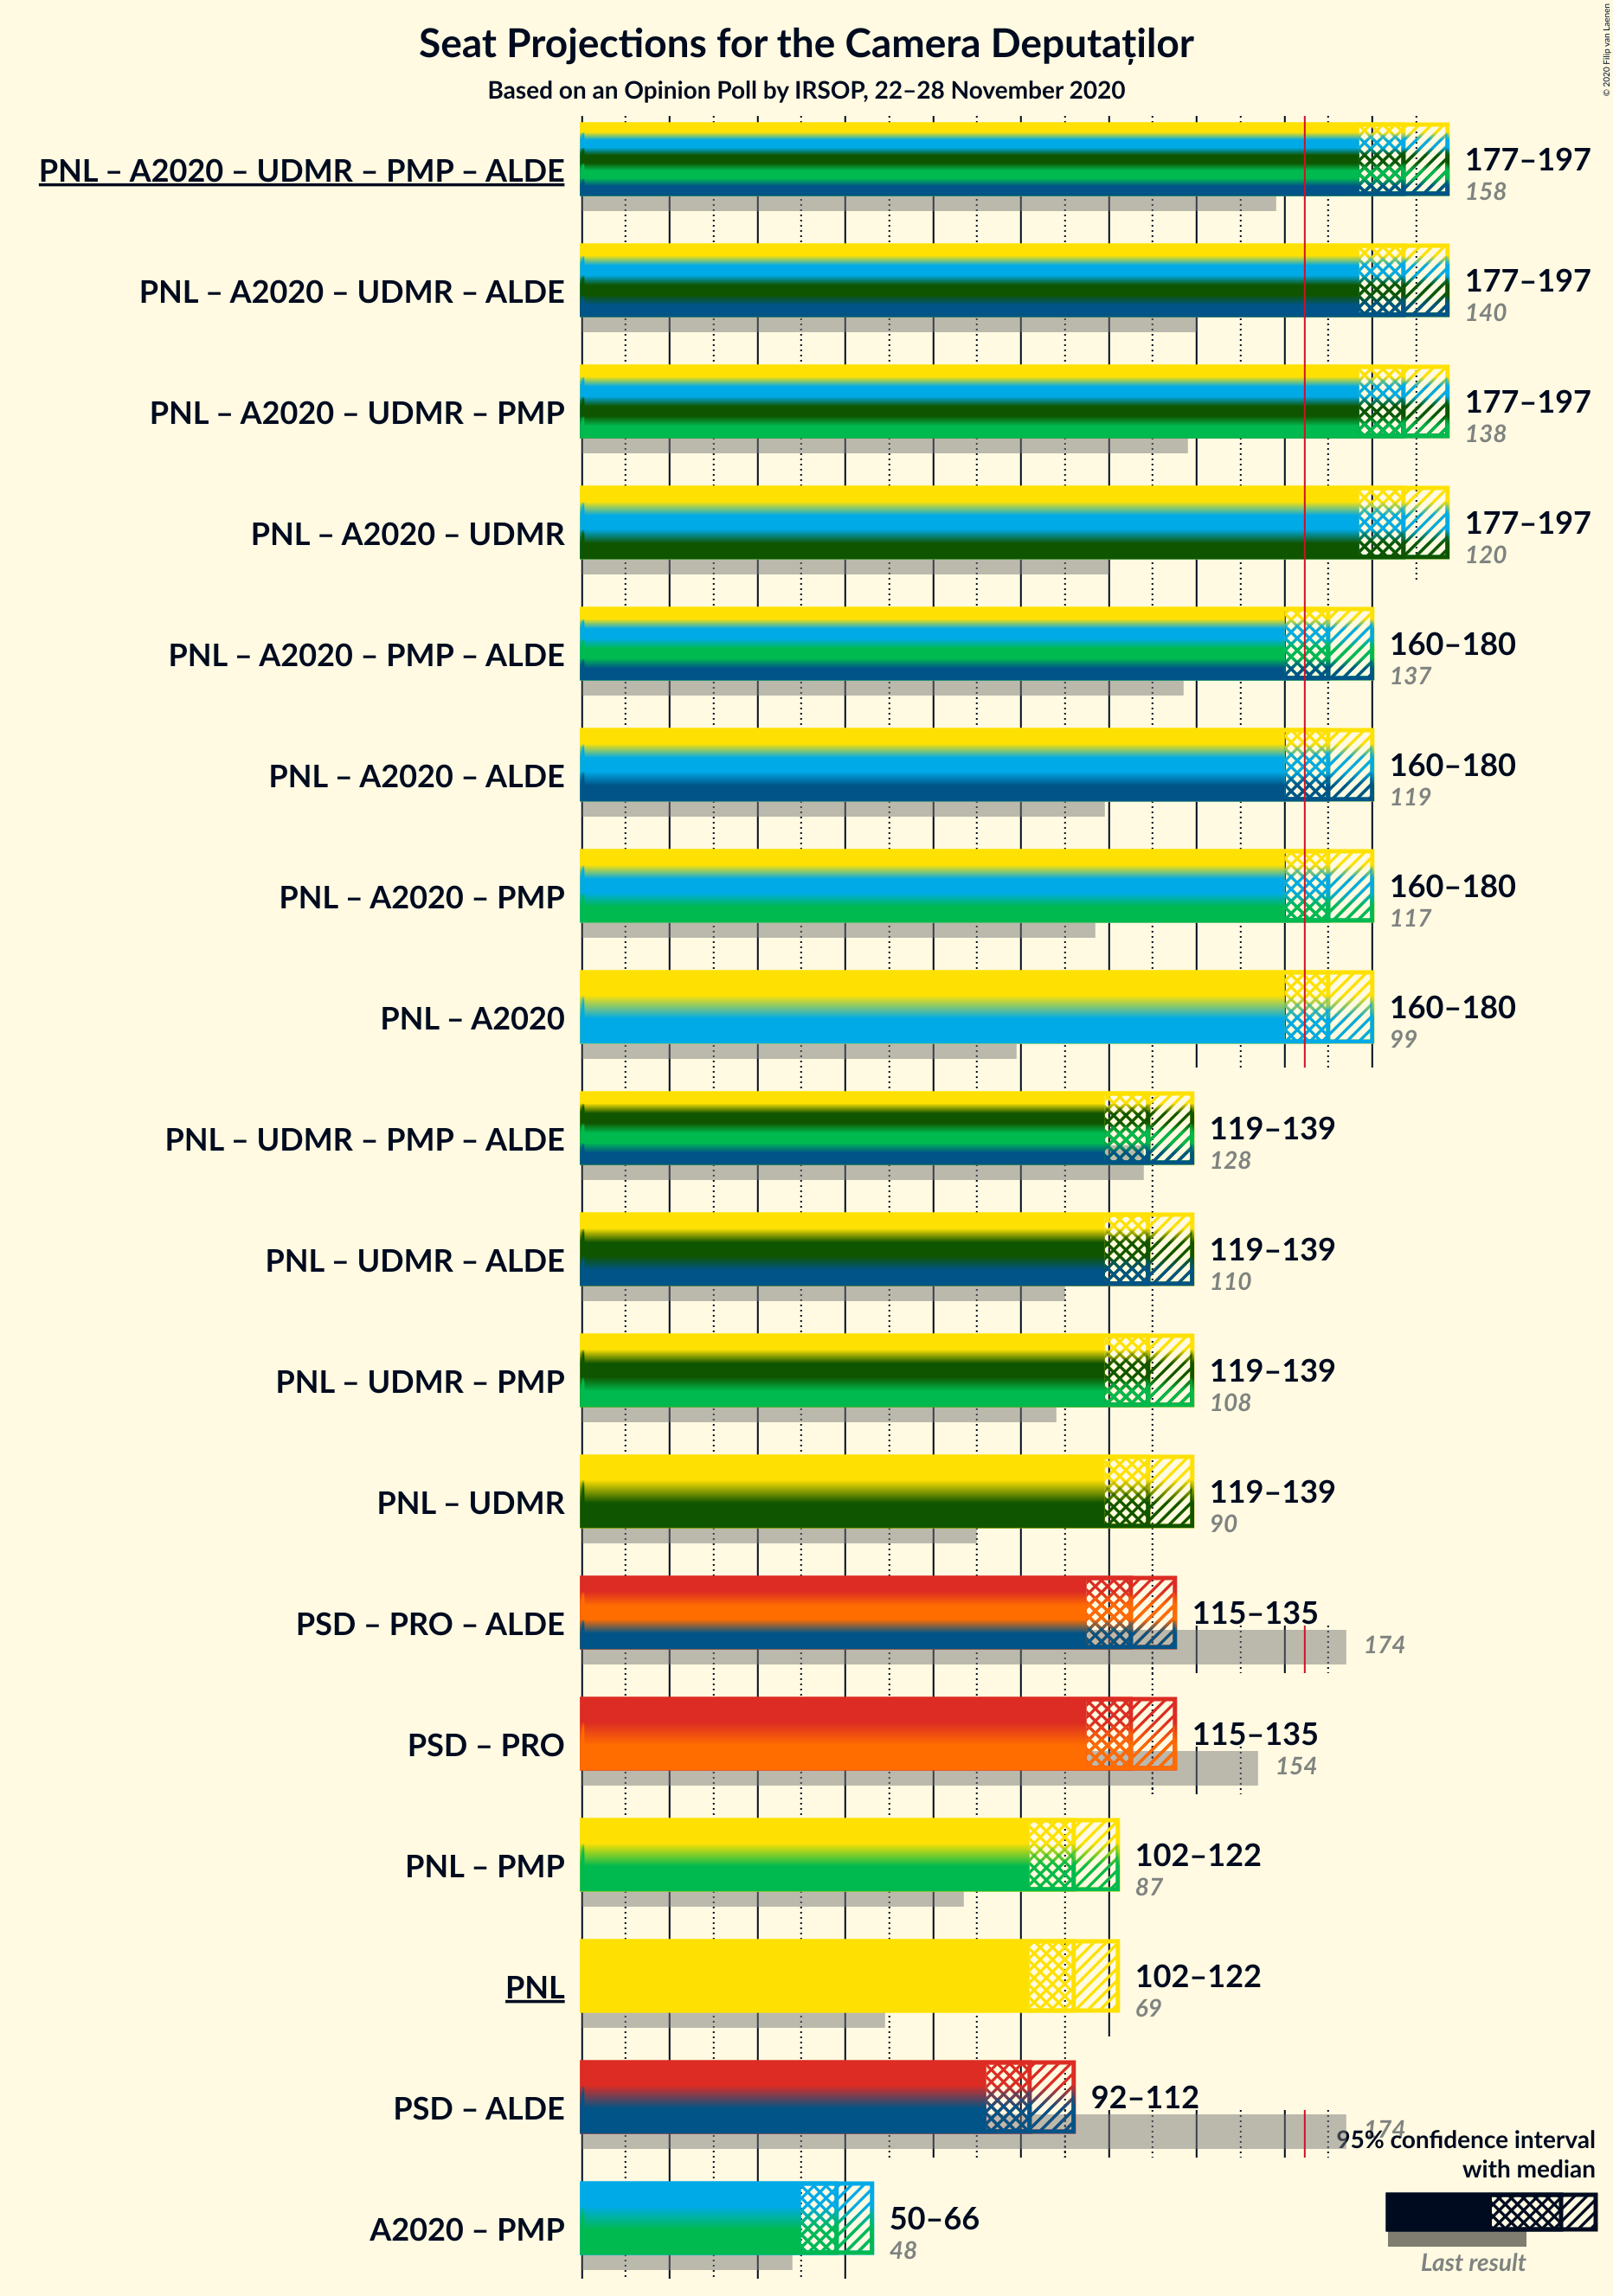 Seat Projections for the Camera Deputaților
Based on an Opinion Poll by IRSOP, 22–28 November 2020
© 2020 Filip van Laenen
PNL – A2020 – UDMR – PMP – ALDE
177–197
158
PNL – A2020 – UDMR – ALDE
177–197
140
PNL – A2020 – UDMR – PMP
177–197
138
PNL – A2020 – UDMR
177–197
120
PNL – A2020 – PMP – ALDE
160–180
137
PNL – A2020 – ALDE
160–180
119
PNL – A2020 – PMP
160–180
117
PNL – A2020
160–180
99
PNL – UDMR – PMP – ALDE
119–139
128
PNL – UDMR – ALDE
119–139
110
PNL – UDMR – PMP
119–139
108
PNL – UDMR
119–139
90
PSD – PRO – ALDE
115–135
174
PSD – PRO
115–135
154
PNL – PMP
102–122
87
PNL
102–122
69
PSD – ALDE
92–112
174
A2020 – PMP
50–66
48
95% confidence interval
with median
Last result